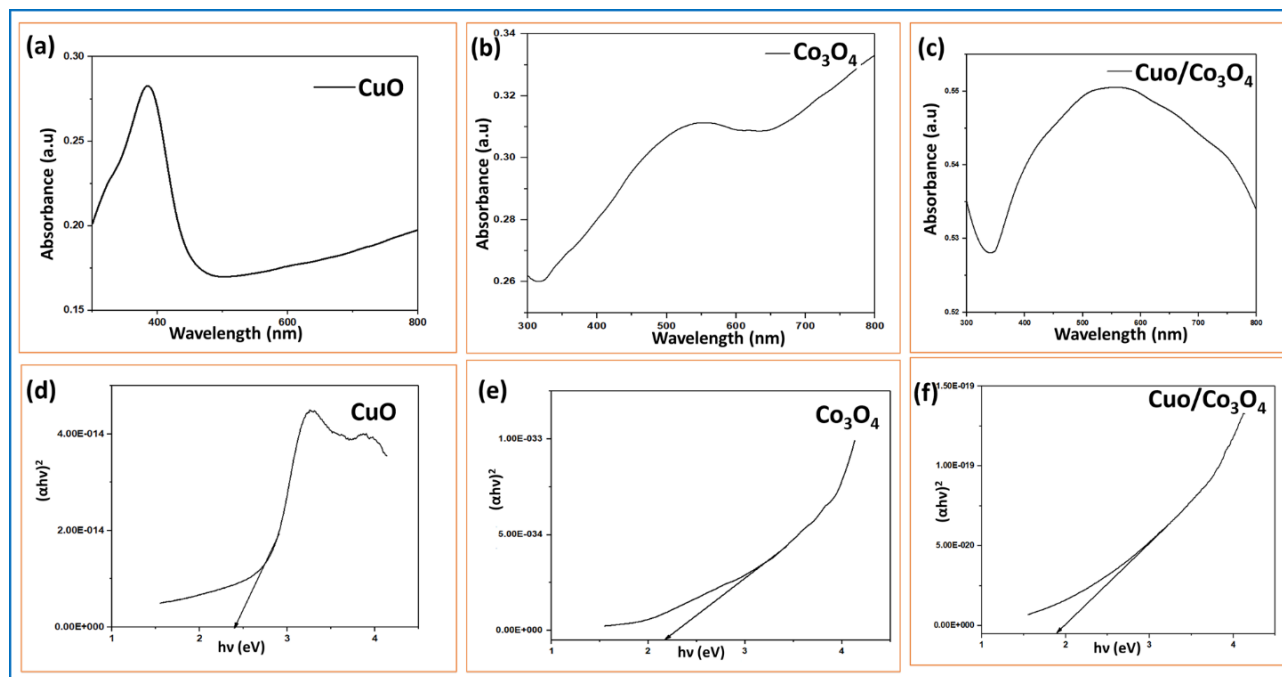 (a)
CuO
0.30
0.25
0.20
0.15
Absorbance (a.u)
400 600 800
Wavelength (nm)
(b)
Co₃O₄
0.34
0.32
0.30
0.28
0.26
Absorbance (a.u)
300 400 500 600 700 800
Wavelength (nm)
(c)
Cuo/Co₃O₄
0.55
0.55
0.54
0.53
0.52
Absorbance (a.u)
300 400 500 600 700 800
Wavelength (nm)
(d)
CuO
4.00E-014
2.00E-014
0.00E+000
(αhν)²
1 2 3 4
hν (eV)
(e)
Co₃O₄
1.00E-033
5.00E-034
0.00E+000
(αhν)²
1 2 3 4
hν (eV)
(f)
Cuo/Co₃O₄
1.50E-019
1.00E-019
5.00E-020
0.00E+000
(αhν)²
1 2 3 4
hν (eV)